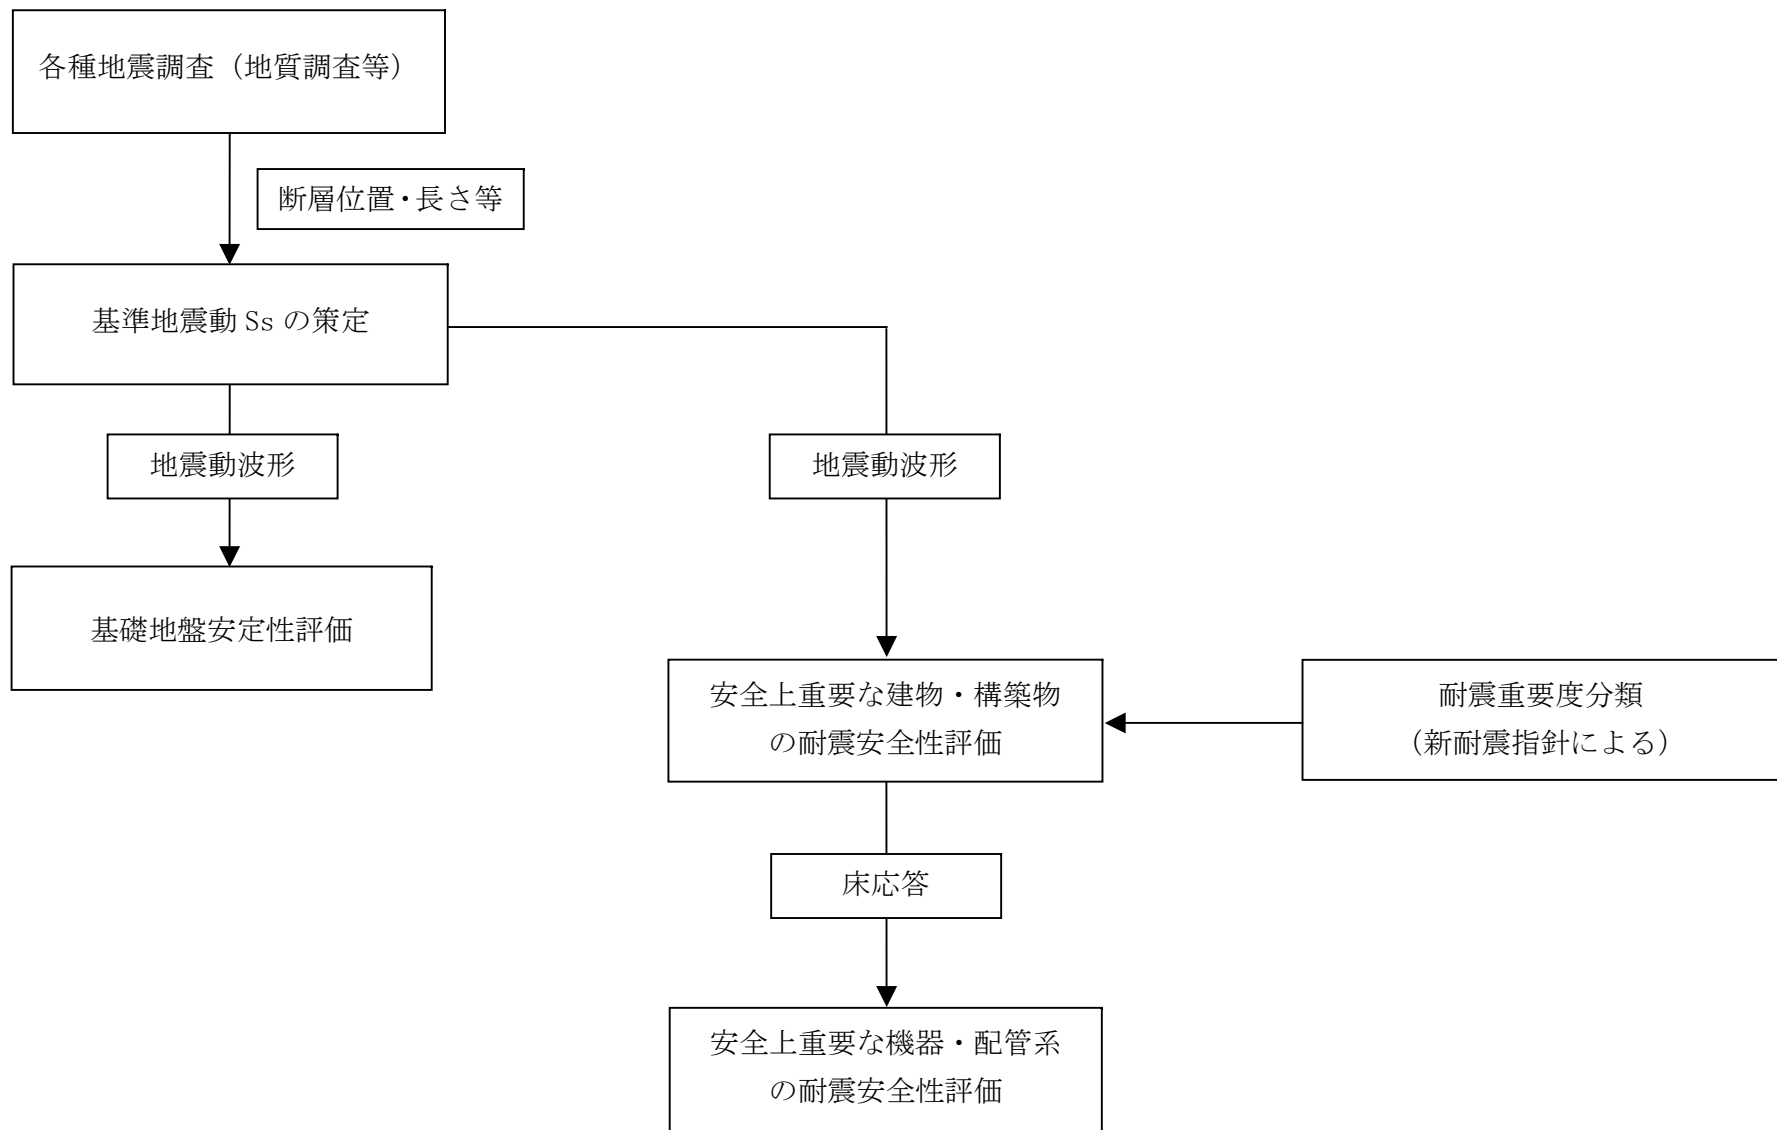 各種地震調査（地質調査等）
断層位置・長さ等
基準地震動 Ss の策定
地震動波形
地震動波形
基礎地盤安定性評価
安全上重要な建物・構築物
の耐震安全性評価
耐震重要度分類
（新耐震指針による）
床応答
安全上重要な機器・配管系
の耐震安全性評価